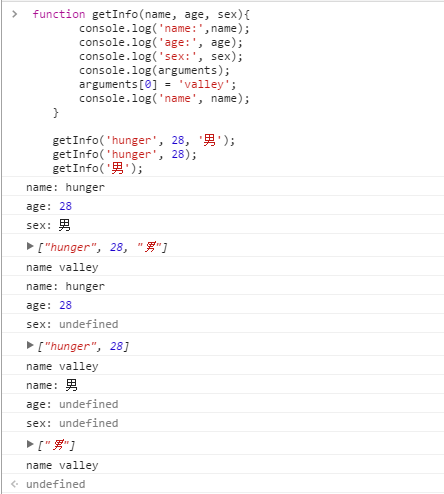 > function getInfo(name, age, sex){
console.log('name:',name);
console.log('age:', age);
console.log('sex:', sex);
console.log(arguments);
arguments[0] = 'valley';
console.log('name', name);
}
getInfo('hunger', 28, '男');
getInfo('hunger', 28);
getInfo('男');
name: hunger
age: 28
sex: 男
▶ ["hunger", 28, "男"]
name valley
name: hunger
age: 28
sex: undefined
▶ ["hunger", 28]
name valley
name: 男
age: undefined
sex: undefined
▶ ["男"]
name valley
<· undefined